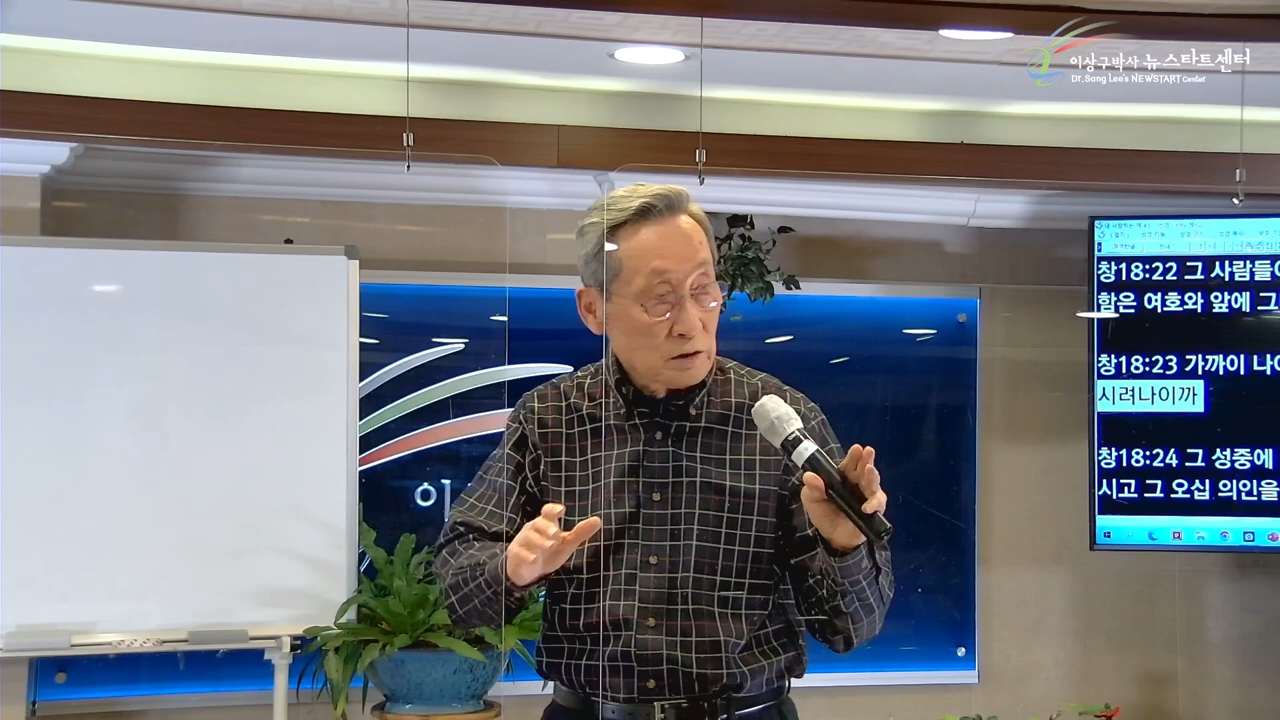 이상구박사 뉴스타트센터
Dr. Sang Lee's NEWSTART Center
창18:22 그 사람들이
함은 여호와 앞에 그
창18:23 가까이 나아
시려나이까
창18:24 그 성중에
시고 그 오십 의인을
이